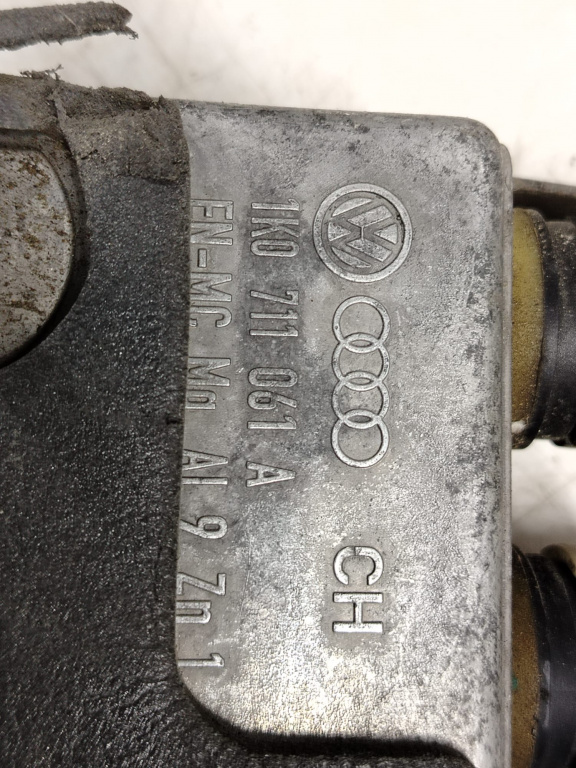 CH
1K0 711 061 A
EN-MC Mg Al 9 Zn 1